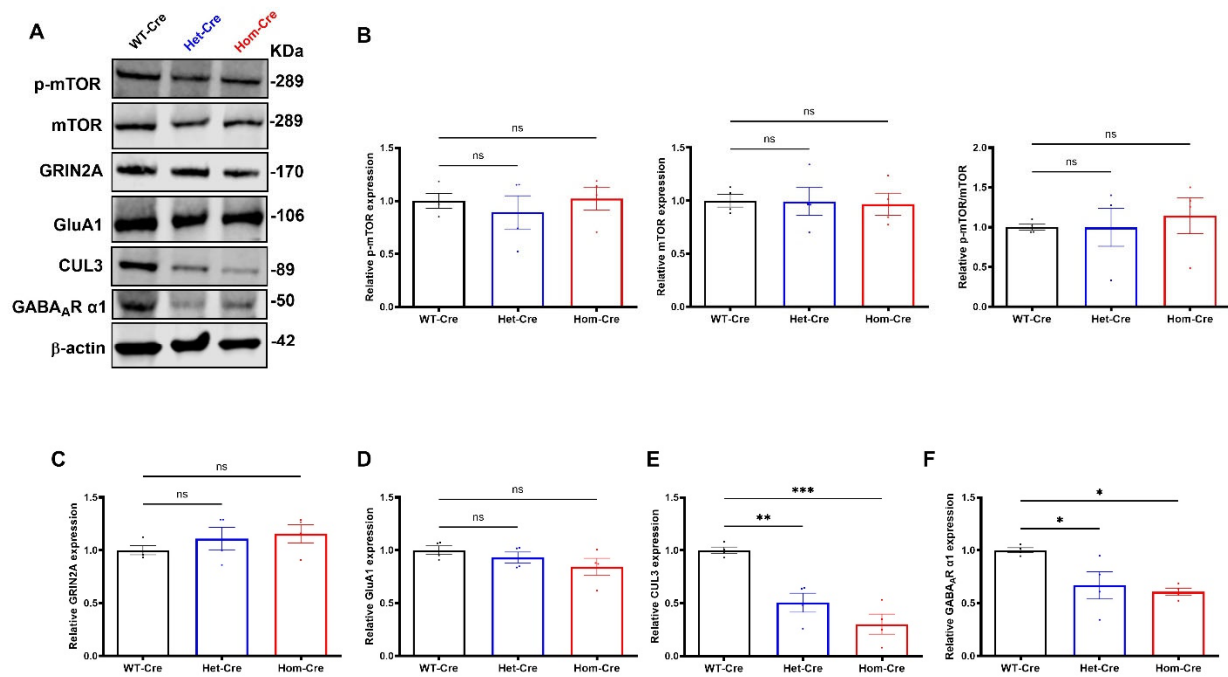 A
WT-Cre
Het-Cre
Hom-Cre
KDa
p-mTOR
-289
mTOR
-289
GRIN2A
-170
GluA1
-106
CUL3
-89
GABAAR α1
-50
β-actin
-42
B
Relative p-mTOR expression
1.5
1.0
0.5
0.0
ns
ns
WT-Cre Het-Cre Hom-Cre
Relative mTOR expression
1.5
1.0
0.5
0.0
ns
ns
WT-Cre Het-Cre Hom-Cre
Relative p-mTOR/mTOR
2.0
1.5
1.0
0.5
0.0
ns
ns
WT-Cre Het-Cre Hom-Cre
C
Relative GRIN2A expression
1.5
1.0
0.5
0.0
ns
ns
WT-Cre Het-Cre Hom-Cre
D
Relative GluA1 expression
1.5
1.0
0.5
0.0
ns
ns
WT-Cre Het-Cre Hom-Cre
E
Relative CUL3 expression
1.5
1.0
0.5
0.0
***
**
WT-Cre Het-Cre Hom-Cre
F
Relative GABAAR α1 expression
1.5
1.0
0.5
0.0
*
*
WT-Cre Het-Cre Hom-Cre